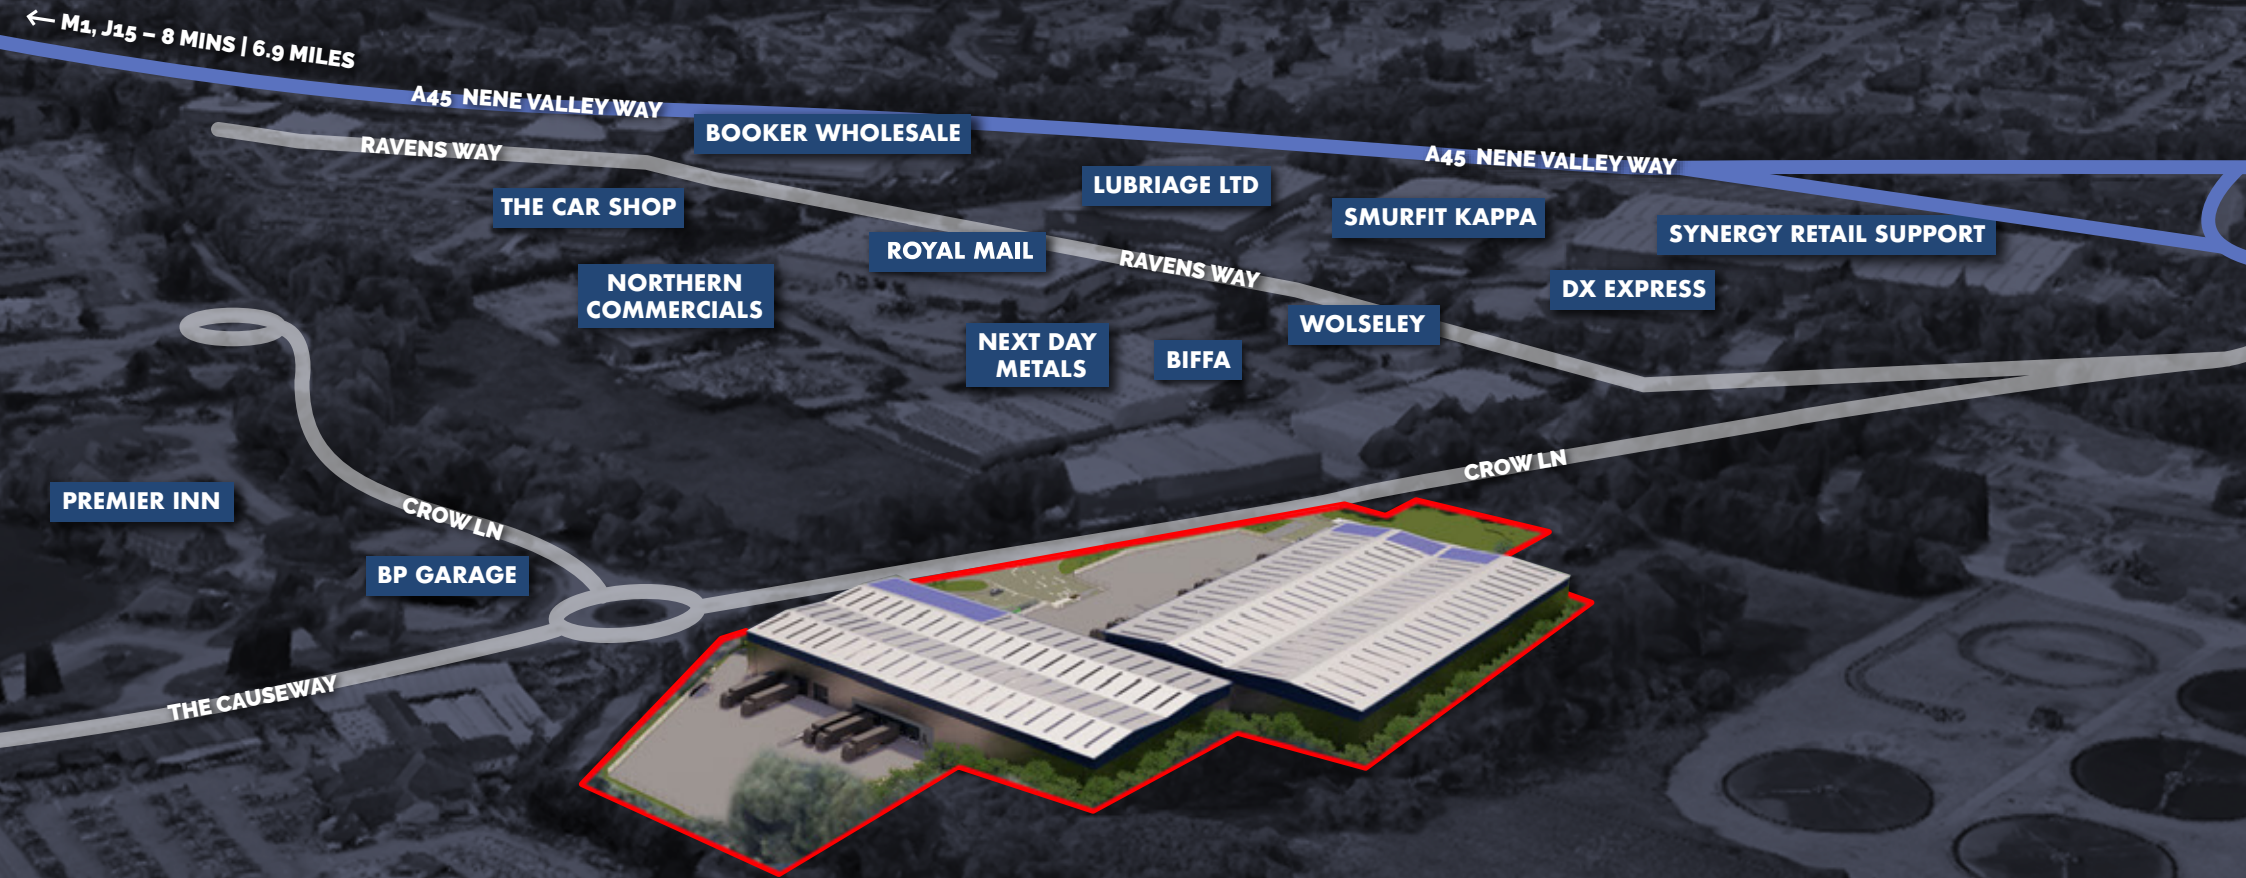 ← M1, J15 – 8 MINS | 6.9 MILES
A45 NENE VALLEY WAY
RAVENS WAY
BOOKER WHOLESALE
A45 NENE VALLEY WAY
LUBRIAGE LTD
THE CAR SHOP
SMURFIT KAPPA
SYNERGY RETAIL SUPPORT
ROYAL MAIL
RAVENS WAY
NORTHERN
COMMERCIALS
DX EXPRESS
WOLSELEY
NEXT DAY
METALS
BIFFA
CROW LN
PREMIER INN
CROW LN
BP GARAGE
THE CAUSEWAY